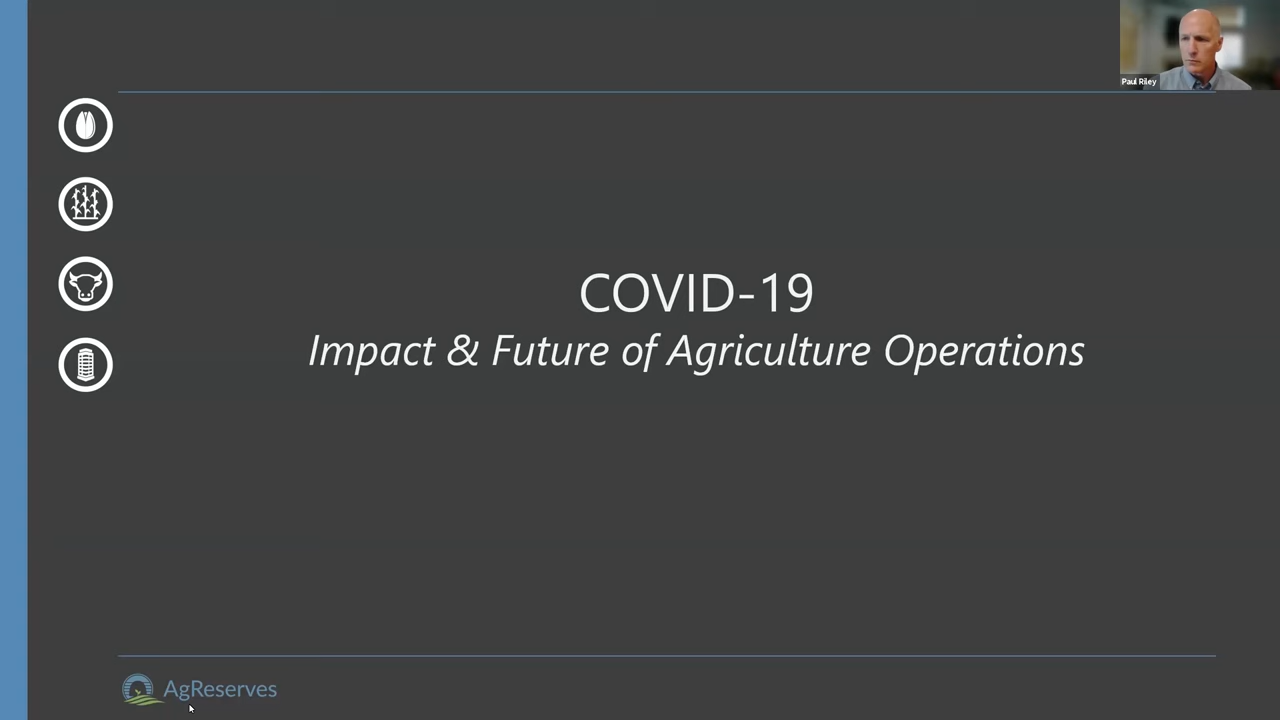 Paul Riley
COVID-19
Impact & Future of Agriculture Operations
AgReserves